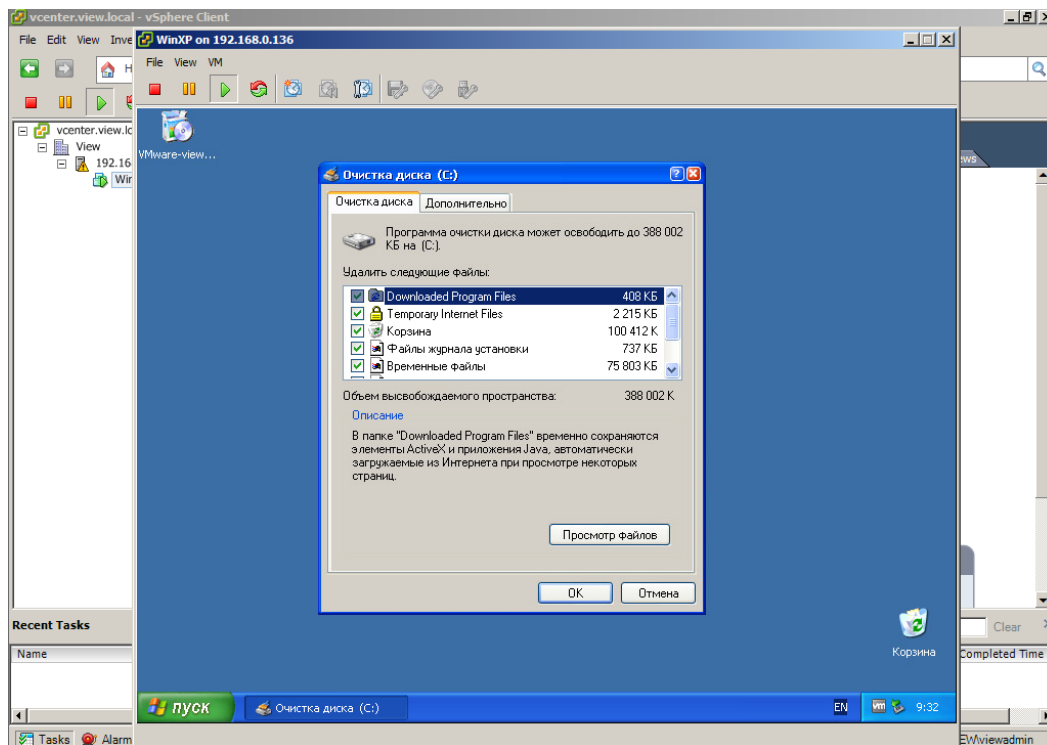 vcenter.view.local - vSphere Client
File Edit View Inve
WinXP on 192.168.0.136
File View VM
vcenter.view.lc
View
192.16
Wir
VMware-view...
ews
Очистка диска (C:)
Очистка диска Дополнительно
Программа очистки диска может освободить до 388 002
КБ на (C:).
Удалить следующие файлы:
Downloaded Program Files 408 КБ
Temporary Internet Files 2 215 КБ
Корзина 100 412 К
Файлы журнала установки 737 КБ
Временные файлы 75 803 КБ
Объем высвобождаемого пространства: 388 002 К
Описание
В папке "Downloaded Program Files" временно сохраняются
элементы ActiveX и приложения Java, автоматически
загружаемые из Интернета при просмотре некоторых
страниц.
Просмотр файлов
OK Отмена
Корзина
Recent Tasks
Clear
Name
Completed Time
пуск
Очистка диска (C:)
EN
9:32
Tasks Alarm
EW\viewadmin